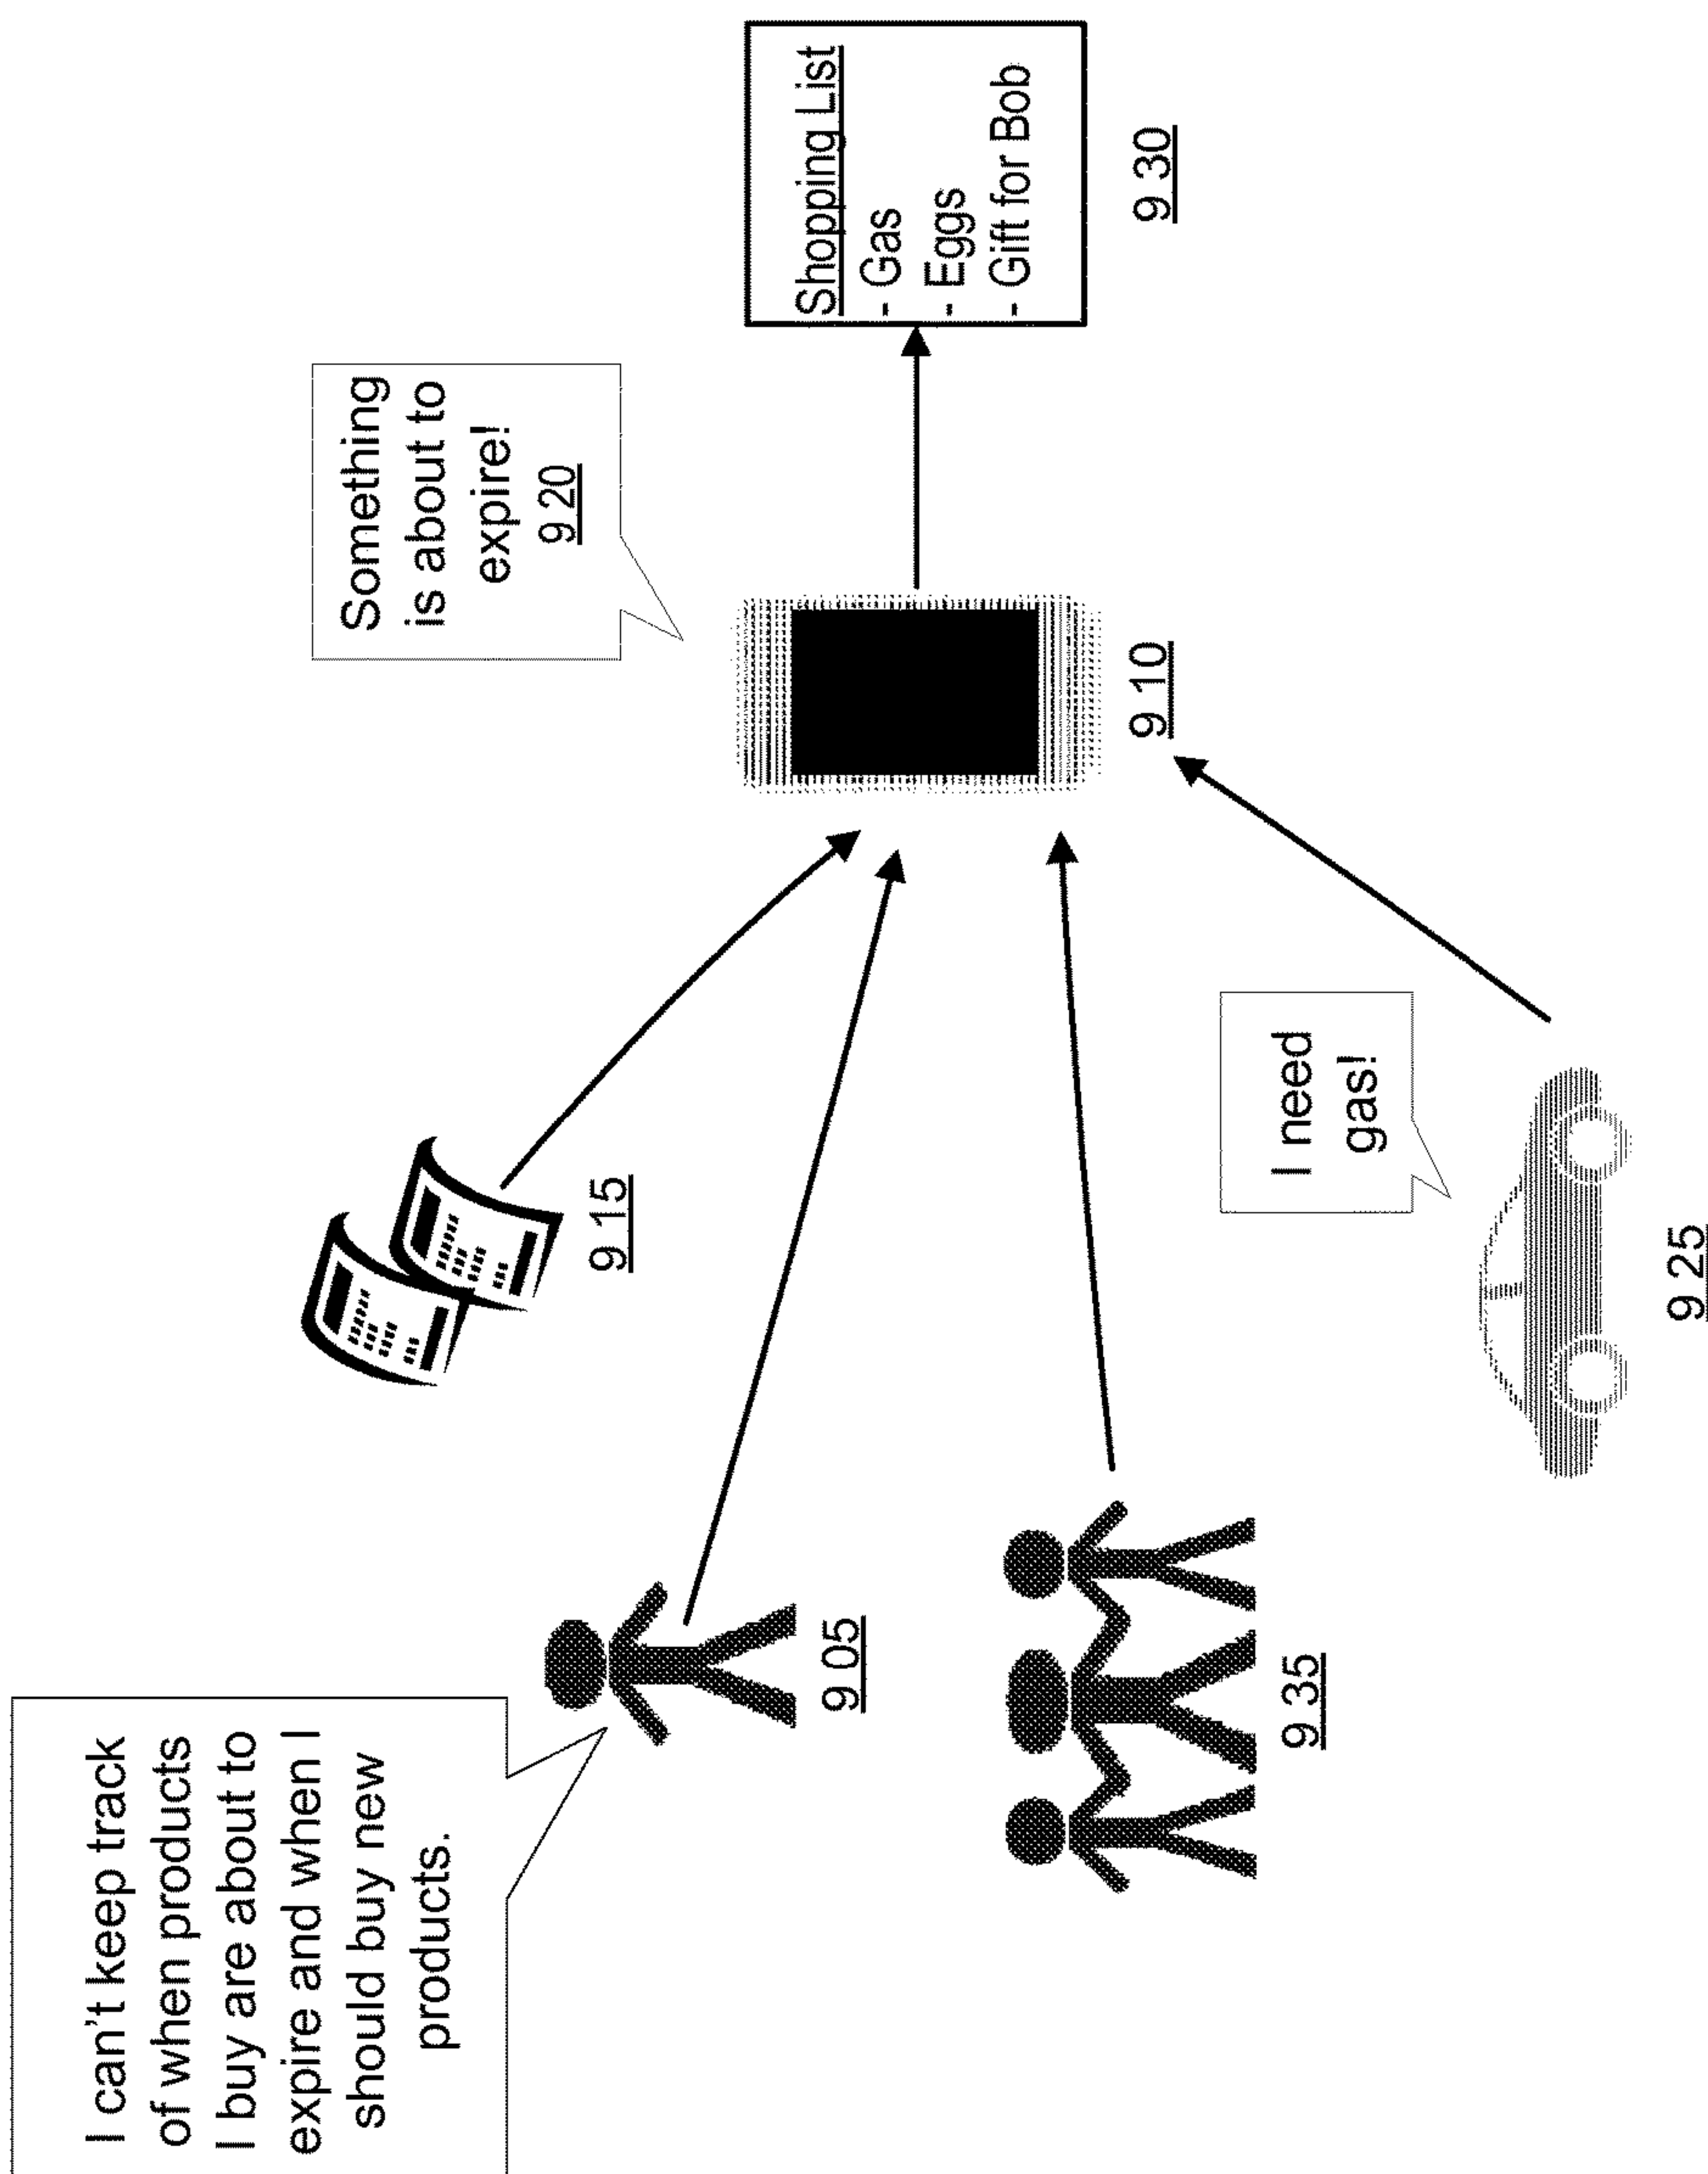 I can't keep track
of when products
I buy are about to
expire and when I
should buy new
products.
9 05
9 15
Something
is about to
expire!
9 20
9 10
Shopping List
- Gas
- Eggs
- Gift for Bob
9 30
9 35
I need
gas!
9 25